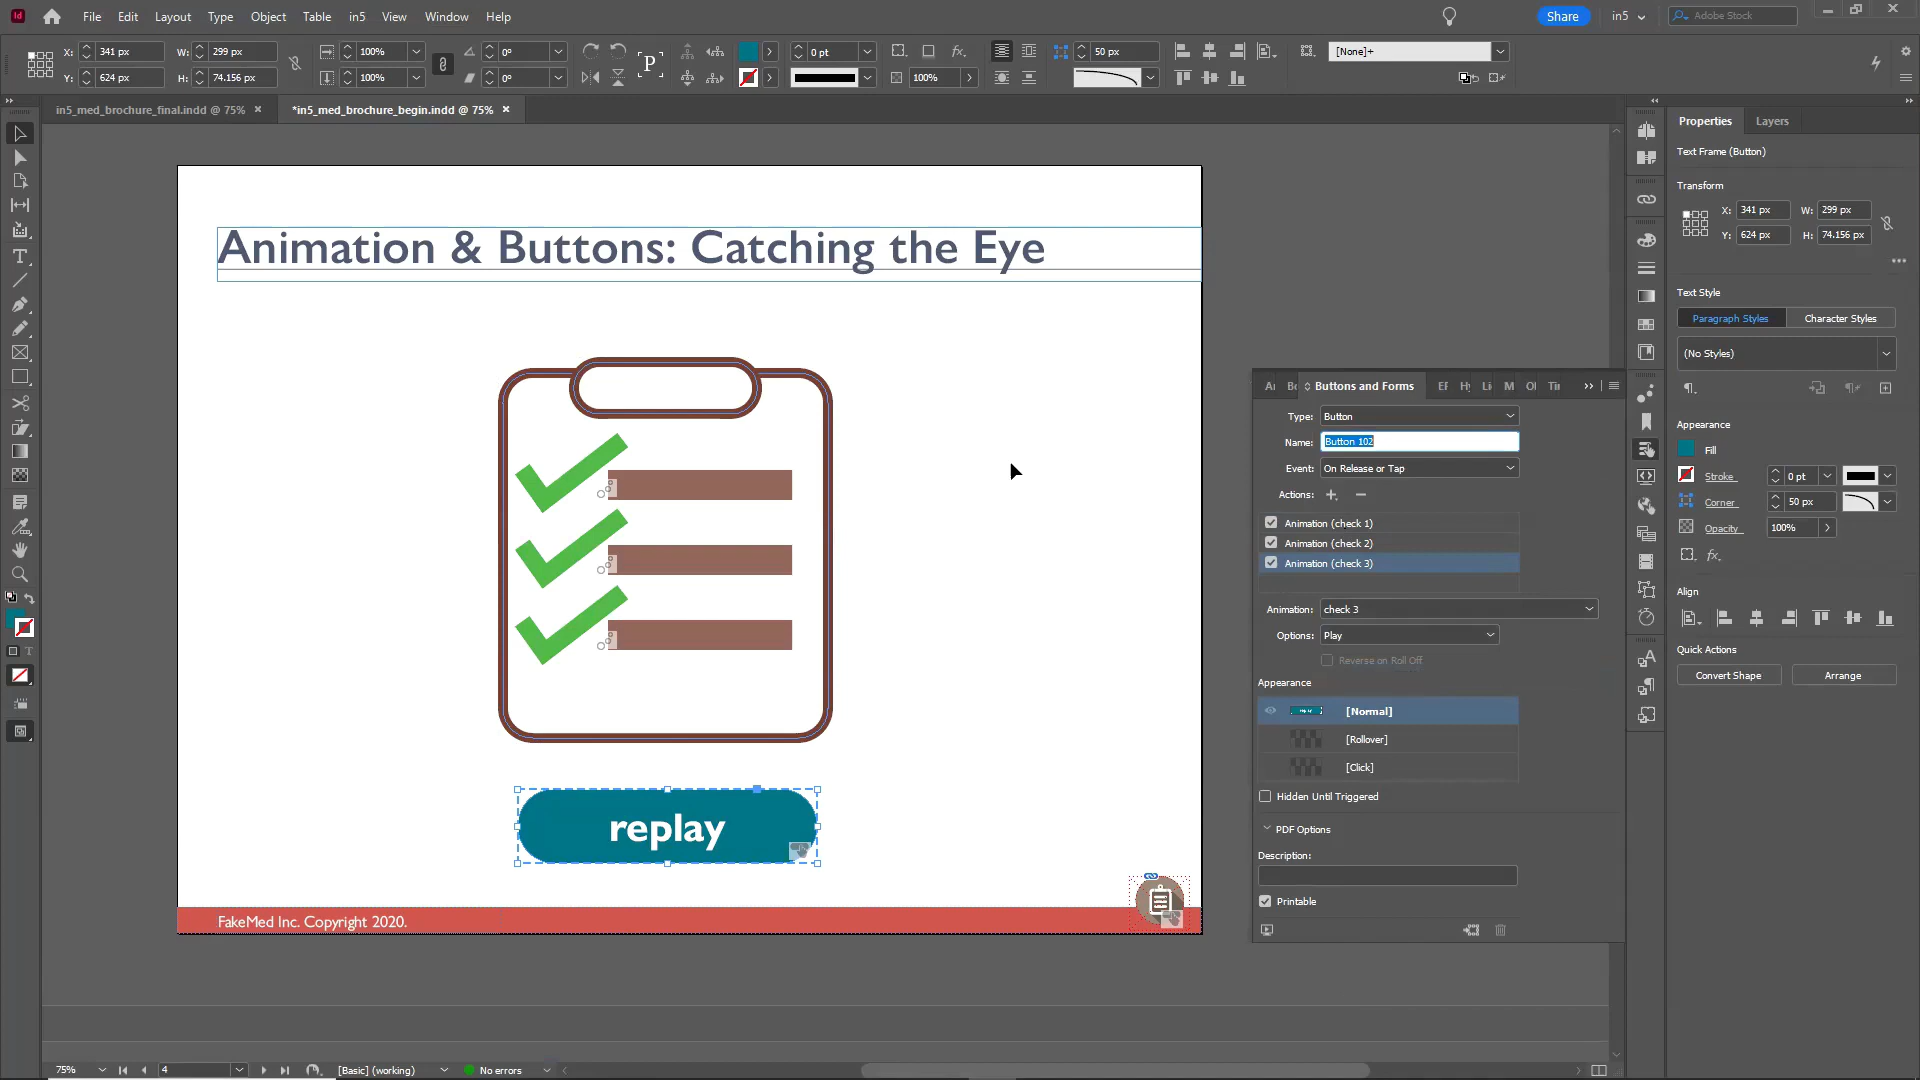 File Edit Layout Type Object Table in5 View Window Help
Share in5 Adobe Stock
X: 341 px W: 299 px 100% 0° 0 pt 50 px [None]+
Y: 624 px H: 74.156 px 100% 0° 100%
in5_med_brochure_final.indd @ 75% × *in5_med_brochure_begin.indd @ 75% ×
Animation & Buttons: Catching the Eye
replay
FakeMed Inc. Copyright 2020.
Buttons and Forms
Type: Button
Name: Button 102
Event: On Release or Tap
Actions: + −
Animation (check 1)
Animation (check 2)
Animation (check 3)
Animation: check 3
Options: Play
Reverse on Roll Off
Appearance
[Normal]
[Rollover]
[Click]
Hidden Until Triggered
PDF Options
Description:
Printable
Properties Layers
Text Frame (Button)
Transform
X: 341 px W: 299 px
Y: 624 px H: 74.156 px
Text Style
Paragraph Styles Character Styles
(No Styles)
Appearance
Fill
Stroke 0 pt
Corner 50 px
Opacity 100%
fx.
Align
Quick Actions
Convert Shape Arrange
75% 4 [Basic] (working) No errors